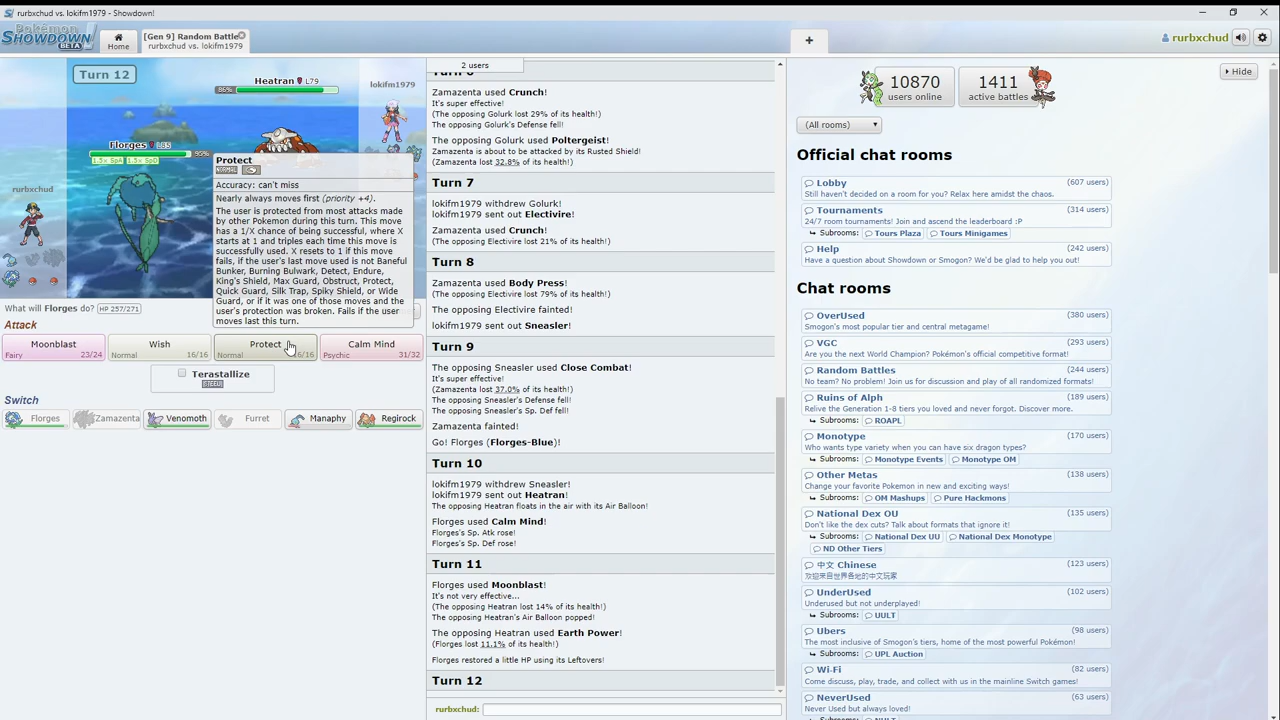 rurbxchud vs. lokifm1979 - Showdown!
Pokémon
SHOWDOWN
BETA
Home
[Gen 9] Random Battle
rurbxchud vs. lokifm1979
+
rurbxchud
Turn 12
Heatran L79
86%
lokifm1979
Florges L85
95%
1.5× SpA 1.5× SpD
rurbxchud
Protect
NORMAL
Accuracy: can't miss
Nearly always moves first (priority +4).
The user is protected from most attacks made
by other Pokemon during this turn. This move
has a 1/X chance of being successful, where X
starts at 1 and triples each time this move is
successfully used. X resets to 1 if this move
fails, if the user's last move used is not Baneful
Bunker, Burning Bulwark, Detect, Endure,
King's Shield, Max Guard, Obstruct, Protect,
Quick Guard, Silk Trap, Spiky Shield, or Wide
Guard, or if it was one of those moves and the
user's protection was broken. Fails if the user
moves last this turn.
What will Florges do? HP 257/271
Attack
Moonblast
Fairy 23/24
Wish
Normal 16/16
Protect
Normal 16/16
Calm Mind
Psychic 31/32
Terastallize
STEEL
Switch
Florges
Zamazenta
Venomoth
Furret
Manaphy
Regirock
2 users
Turn 6
Zamazenta used Crunch!
It's super effective!
(The opposing Golurk lost 29% of its health!)
The opposing Golurk's Defense fell!
The opposing Golurk used Poltergeist!
Zamazenta is about to be attacked by its Rusted Shield!
(Zamazenta lost 32.8% of its health!)
Turn 7
lokifm1979 withdrew Golurk!
lokifm1979 sent out Electivire!
Zamazenta used Crunch!
(The opposing Electivire lost 21% of its health!)
Turn 8
Zamazenta used Body Press!
(The opposing Electivire lost 79% of its health!)
The opposing Electivire fainted!
lokifm1979 sent out Sneasler!
Turn 9
The opposing Sneasler used Close Combat!
It's super effective!
(Zamazenta lost 37.0% of its health!)
The opposing Sneasler's Defense fell!
The opposing Sneasler's Sp. Def fell!
Zamazenta fainted!
Go! Florges (Florges-Blue)!
Turn 10
lokifm1979 withdrew Sneasler!
lokifm1979 sent out Heatran!
The opposing Heatran floats in the air with its Air Balloon!
Florges used Calm Mind!
Florges's Sp. Atk rose!
Florges's Sp. Def rose!
Turn 11
Florges used Moonblast!
It's not very effective...
(The opposing Heatran lost 14% of its health!)
The opposing Heatran's Air Balloon popped!
The opposing Heatran used Earth Power!
(Florges lost 11.1% of its health!)
Florges restored a little HP using its Leftovers!
Turn 12
rurbxchud:
10870
users online
1411
active battles
Hide
(All rooms)
Official chat rooms
Lobby (607 users)
Still haven't decided on a room for you? Relax here amidst the chaos.
Tournaments (314 users)
24/7 room tournaments! Join and ascend the leaderboard :P
Subrooms: Tours Plaza Tours Minigames
Help (242 users)
Have a question about Showdown or Smogon? We'd be glad to help you out!
Chat rooms
OverUsed (380 users)
Smogon's most popular tier and central metagame!
VGC (293 users)
Are you the next World Champion? Pokémon's official competitive format!
Random Battles (244 users)
No team? No problem! Join us for discussion and play of all randomized formats!
Ruins of Alph (189 users)
Relive the Generation 1-8 tiers you loved and never forgot. Discover more.
Subrooms: ROAPL
Monotype (170 users)
Who wants type variety when you can have six dragon types?
Subrooms: Monotype Events Monotype OM
Other Metas (138 users)
Change your favorite Pokemon in new and exciting ways!
Subrooms: OM Mashups Pure Hackmons
National Dex OU (135 users)
Don't like the dex cuts? Talk about formats that ignore it!
Subrooms: National Dex UU National Dex Monotype
ND Other Tiers
中文 Chinese (123 users)
欢迎来自世界各地的中文玩家
UnderUsed (102 users)
Underused but not underplayed!
Subrooms: UULT
Ubers (98 users)
The most inclusive of Smogon's tiers, home of the most powerful Pokémon!
Subrooms: UPL Auction
Wi-Fi (82 users)
Come discuss, play, trade, and collect with us in the mainline Switch games!
NeverUsed (63 users)
Never Used but always loved!
Subrooms: NULT